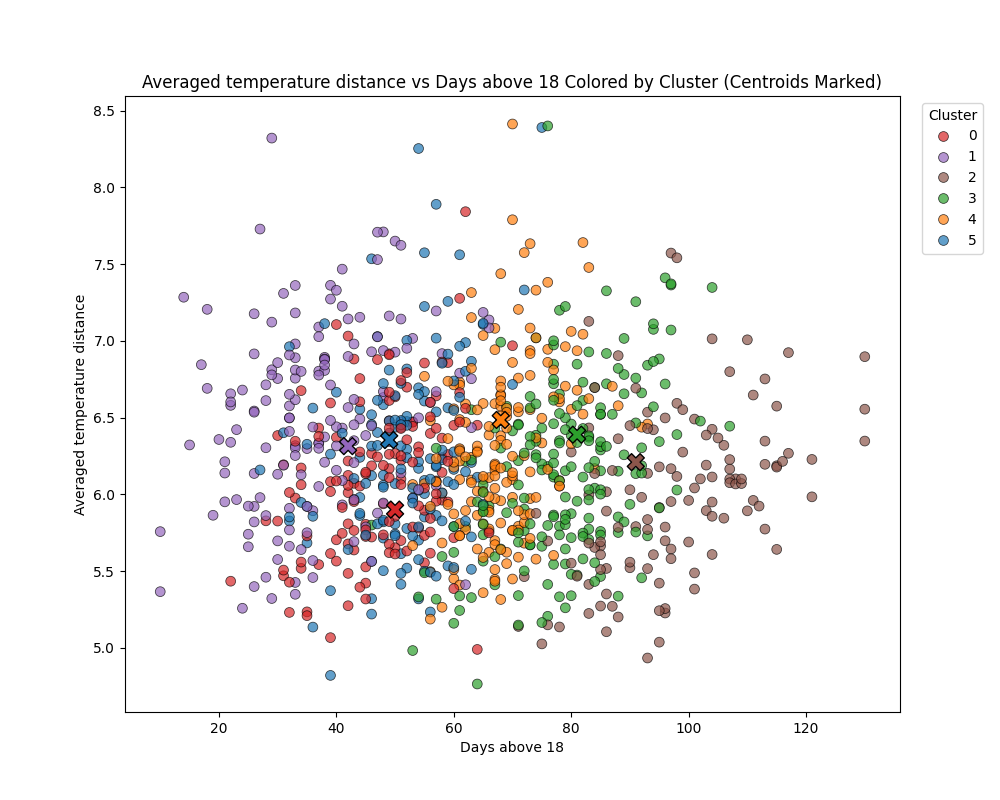 Averaged temperature distance vs Days above 18 Colored by Cluster (Centroids Marked)
Averaged temperature distance
8.5
8.0
7.5
7.0
6.5
6.0
5.5
5.0
20 40 60 80 100 120
Days above 18
Cluster
0
1
2
3
4
5